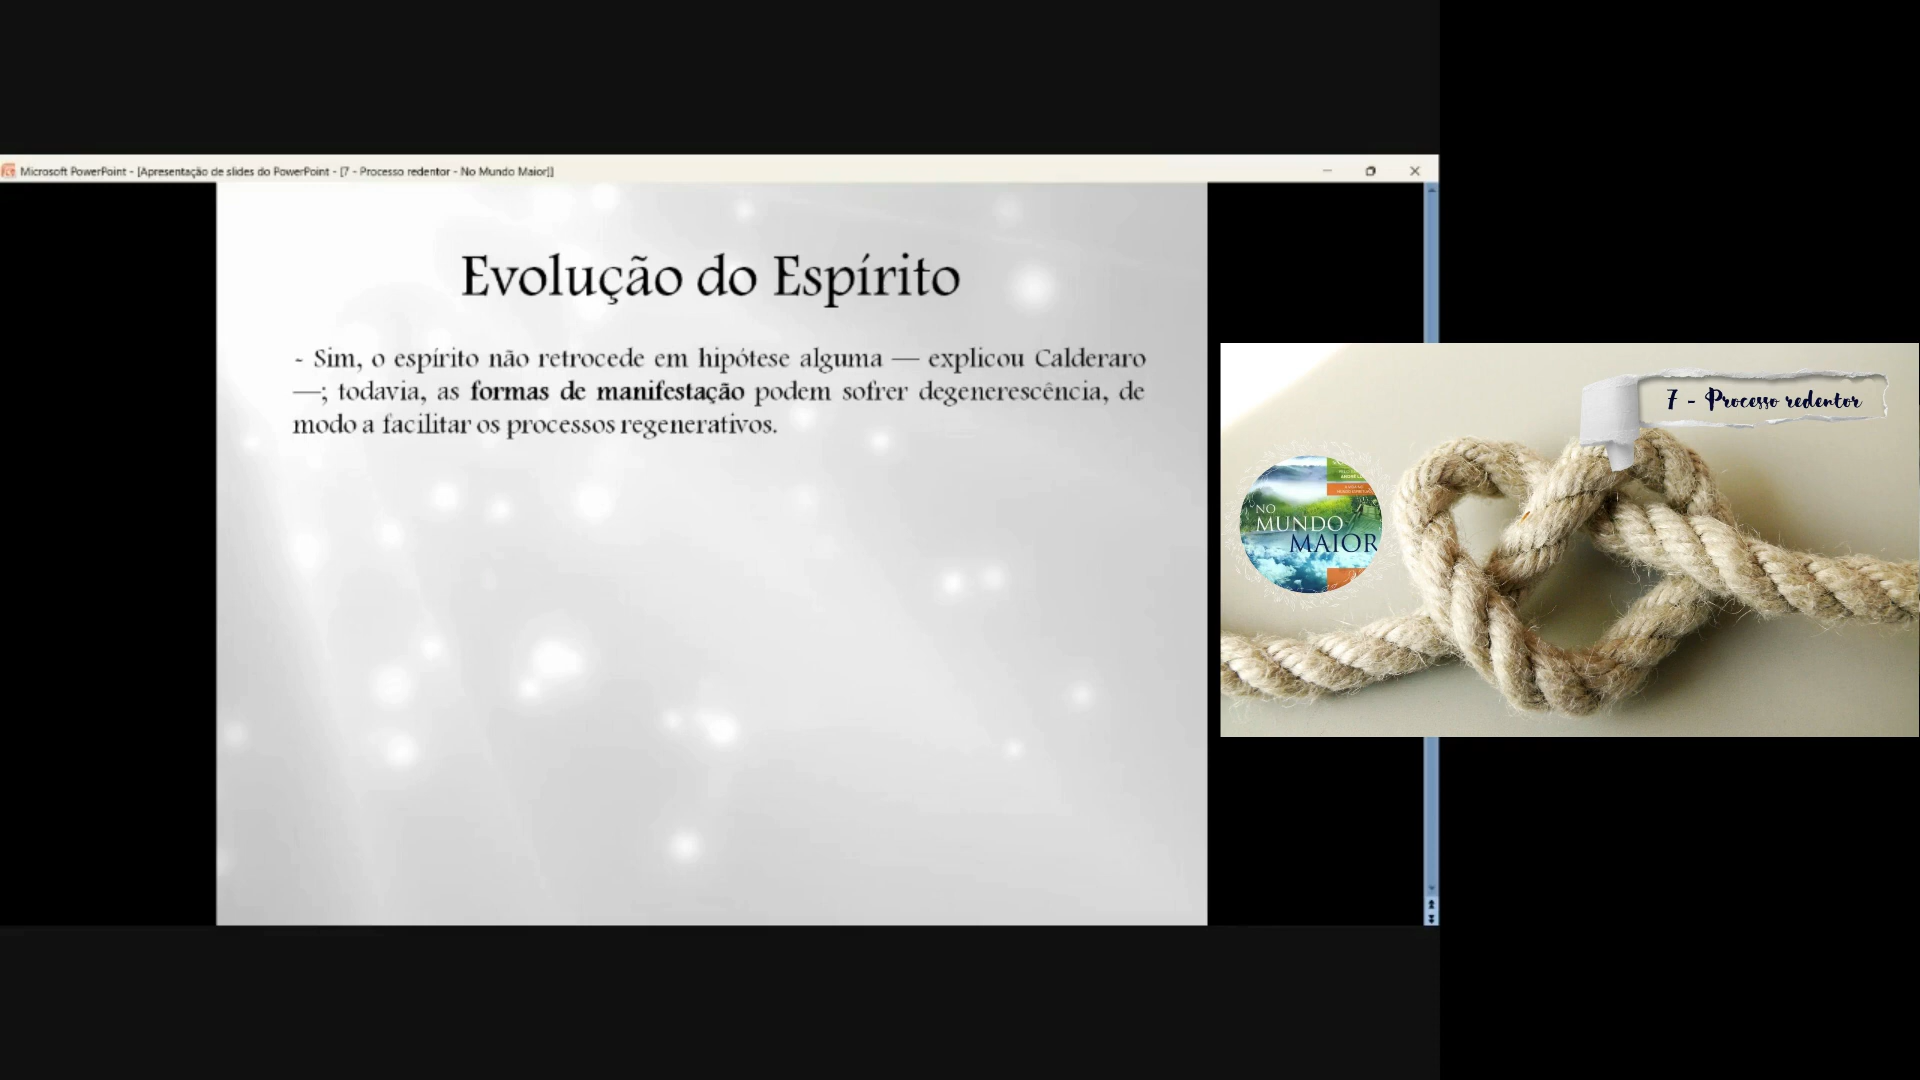 Microsoft PowerPoint - [Apresentação de slides do PowerPoint - [7 - Processo redentor - No Mundo Maior]]
Evolução do Espírito
- Sim, o espírito não retrocede em hipótese alguma — explicou Calderaro
—; todavia, as formas de manifestação podem sofrer degenerescência, de
modo a facilitar os processos regenerativos.
7 - Processo redentor
NO
MUNDO
MAIOR